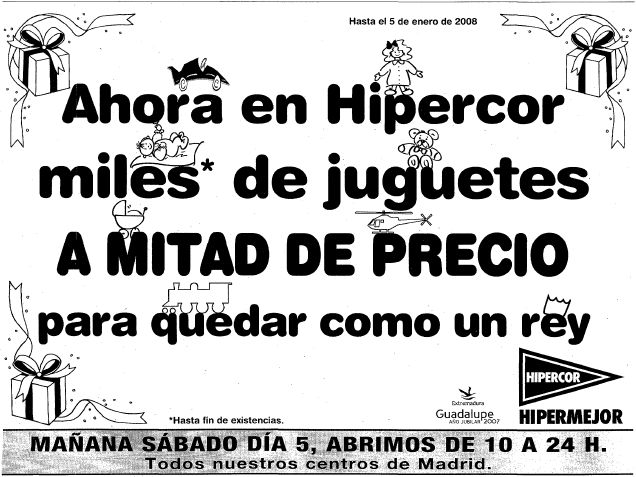 Hasta el 5 de enero de 2008
Ahora en Hipercor
miles* de juguetes
A MITAD DE PRECIO
para quedar como un rey
HIPERCOR
Extremadura
Guadalupe
AÑO JUBILAR 2007
HIPERMEJOR
*Hasta fin de existencias.
MAÑANA SÁBADO DÍA 5, ABRIMOS DE 10 A 24 H.
Todos nuestros centros de Madrid.